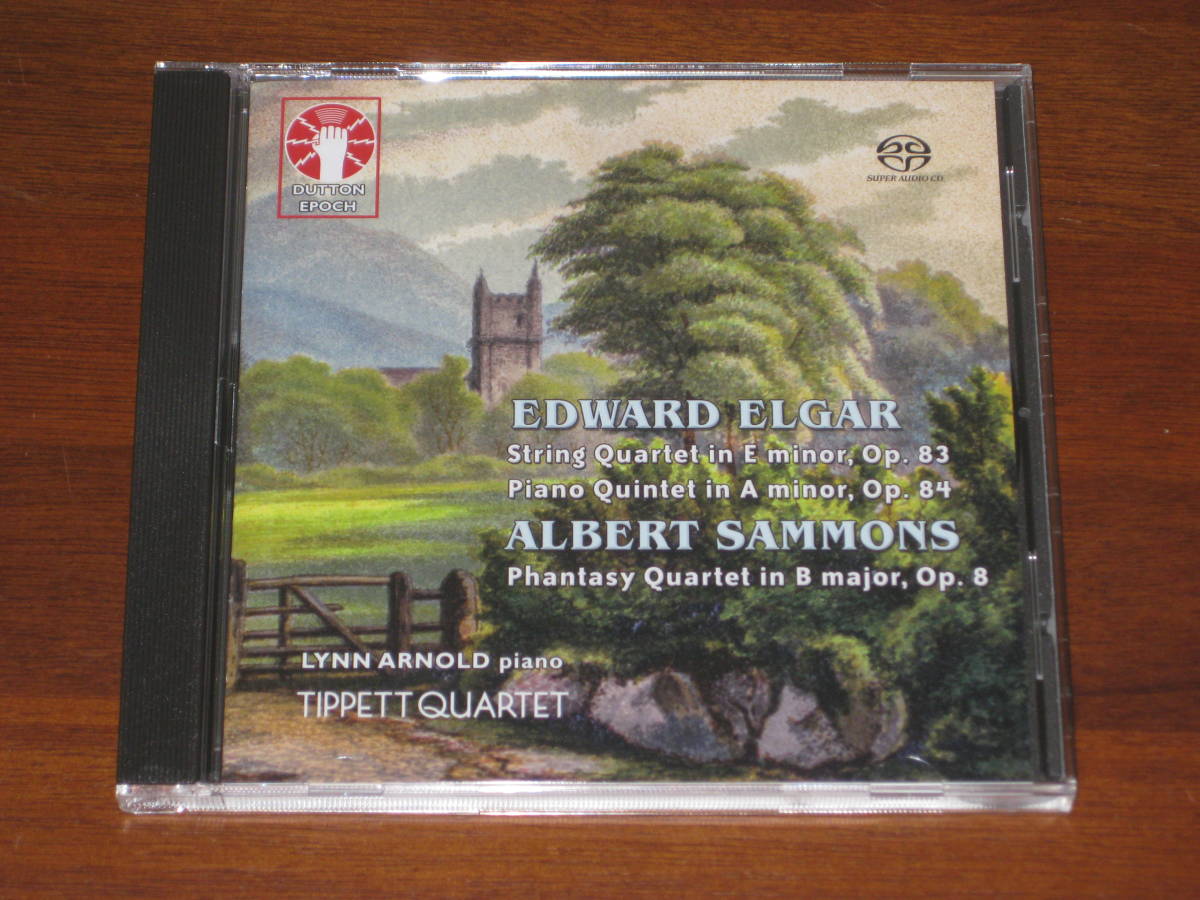 DUTTON
EPOCH
SUPER AUDIO CD
EDWARD ELGAR
String Quartet in E minor, Op. 83
Piano Quintet in A minor, Op. 84
ALBERT SAMMONS
Phantasy Quartet in B major, Op. 8
LYNN ARNOLD piano
TIPPETT QUARTET